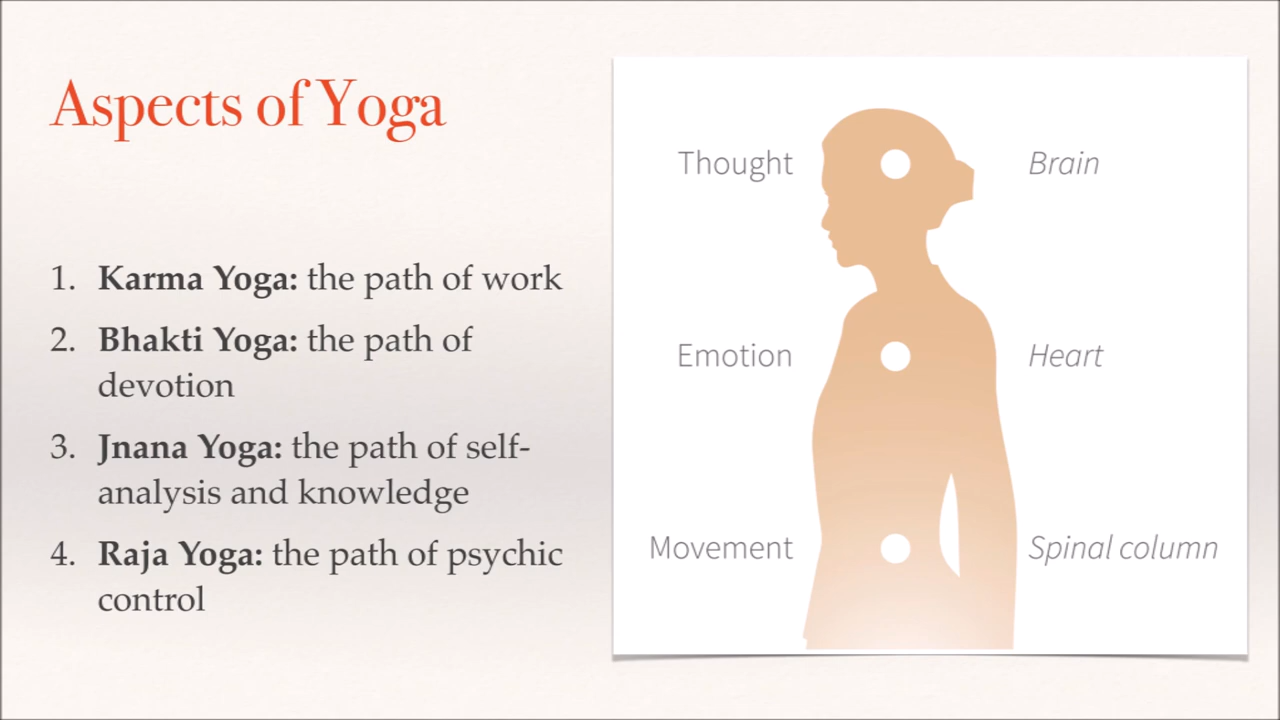 Aspects of Yoga
1. Karma Yoga: the path of work
2. Bhakti Yoga: the path of
devotion
3. Jnana Yoga: the path of self-
analysis and knowledge
4. Raja Yoga: the path of psychic
control
Thought
Brain
Emotion
Heart
Movement
Spinal column